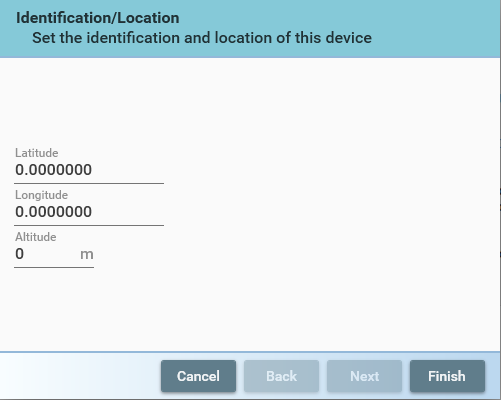 Identification/Location
Set the identification and location of this device
Latitude
0.0000000
Longitude
0.0000000
Altitude
0 m
Cancel Back Next Finish